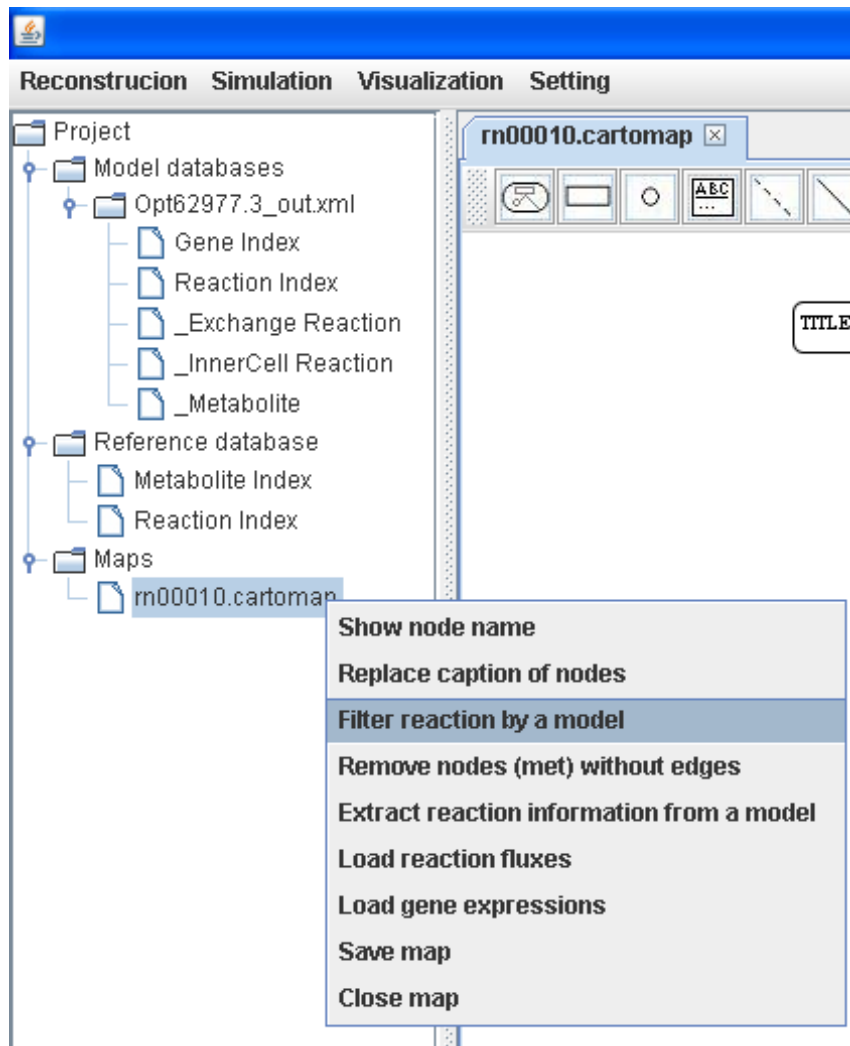 Reconstrucion Simulation Visualization Setting
Project
Model databases
Opt62977.3_out.xml
Gene Index
Reaction Index
_Exchange Reaction
_InnerCell Reaction
_Metabolite
Reference database
Metabolite Index
Reaction Index
Maps
rn00010.cartomap
rn00010.cartomap
ABC
...
TITLE
Show node name
Replace caption of nodes
Filter reaction by a model
Remove nodes (met) without edges
Extract reaction information from a model
Load reaction fluxes
Load gene expressions
Save map
Close map